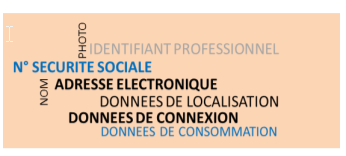 PHOTO
IDENTIFIANT PROFESSIONNEL
N° SECURITE SOCIALE
NOM
ADRESSE ELECTRONIQUE
DONNEES DE LOCALISATION
DONNEES DE CONNEXION
DONNEES DE CONSOMMATION